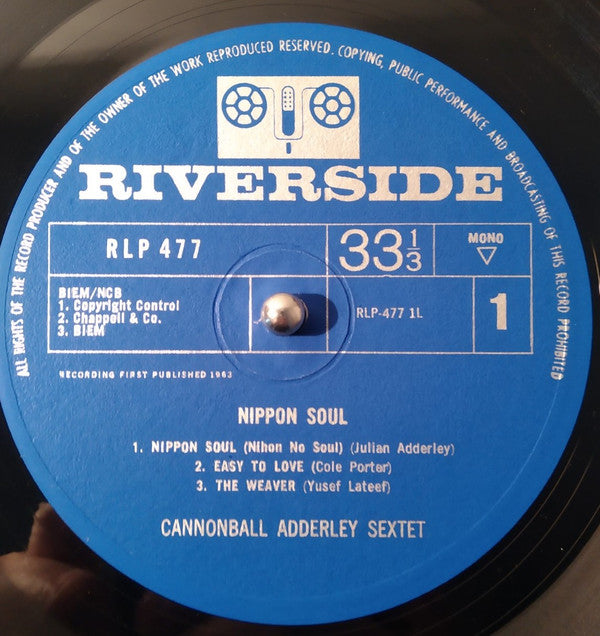 ALL RIGHTS OF THE RECORD PRODUCER AND OF THE OWNER OF THE WORK REPRODUCED RESERVED. COPYING, PUBLIC PERFORMANCE AND BROADCASTING OF THIS RECORD PROHIBITED
RIVERSIDE
RLP 477
33 1/3
MONO
BIEM/NCB
1. Copyright Control
2. Chappell & Co.
3. BIEM
RLP-477 1L
1
RECORDING FIRST PUBLISHED 1963
NIPPON SOUL
1. NIPPON SOUL (Nihon No Soul) (Julian Adderley)
2. EASY TO LOVE (Cole Porter)
3. THE WEAVER (Yusef Lateef)
CANNONBALL ADDERLEY SEXTET